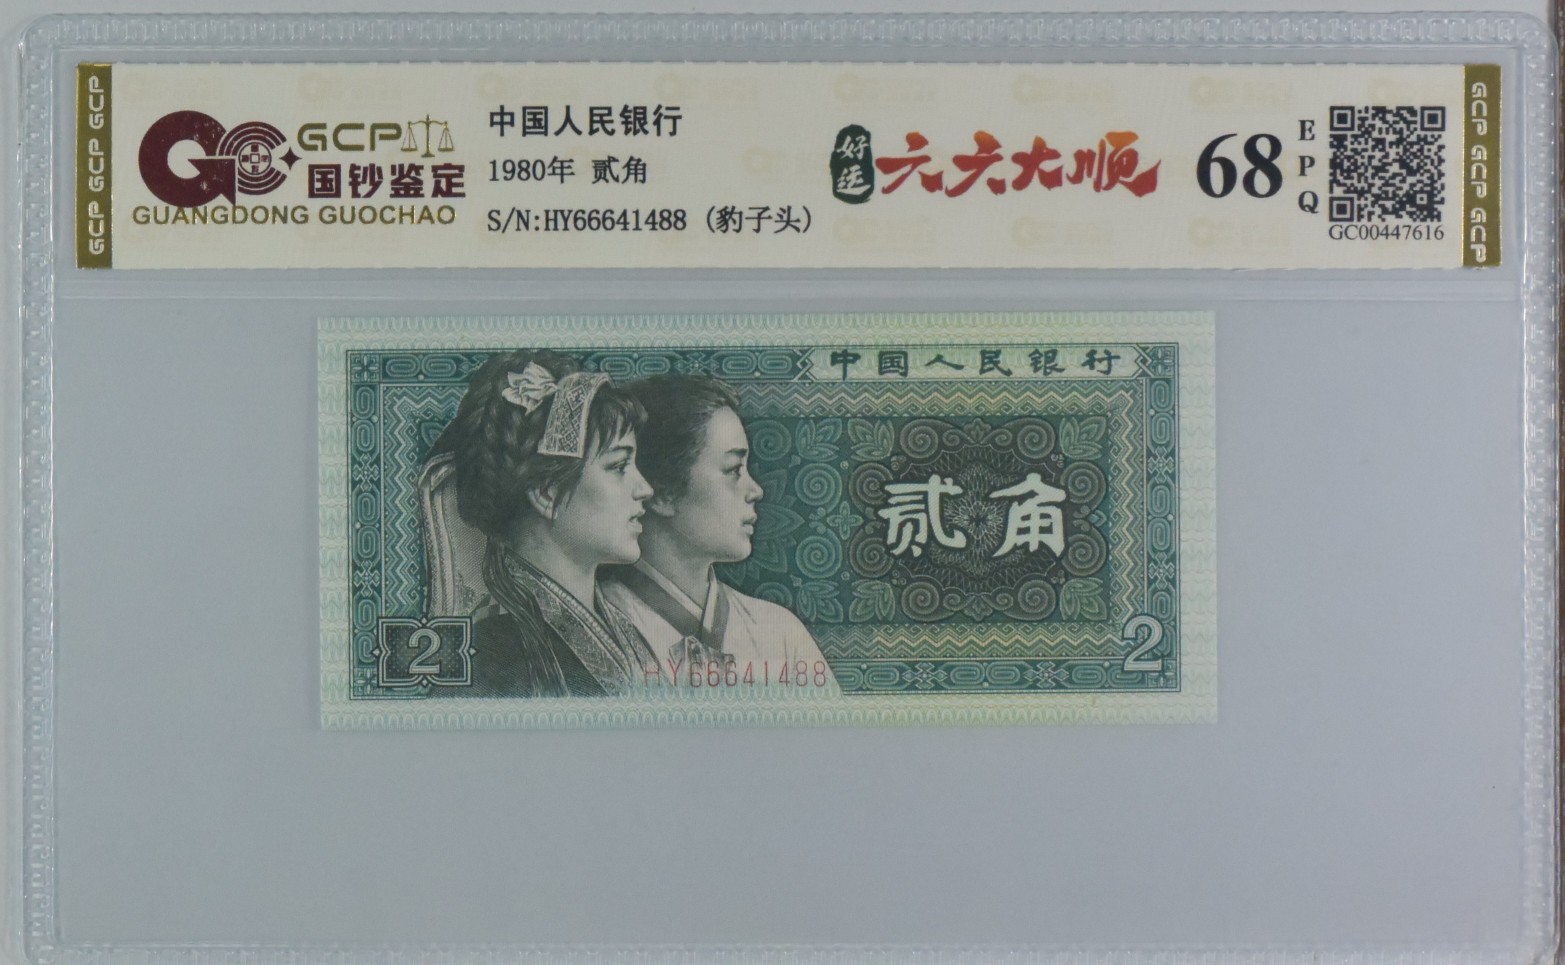 GCP GCP GCP
GCP
国钞鉴定
GUANGDONG GUOCHAO
中国人民银行
1980年 贰角
S/N:HY66641488 (豹子头)
好运
六六大顺
68
EPQ
GC00447616
GCP GCP GCP
中国人民银行
贰角
2
2
HY66641488